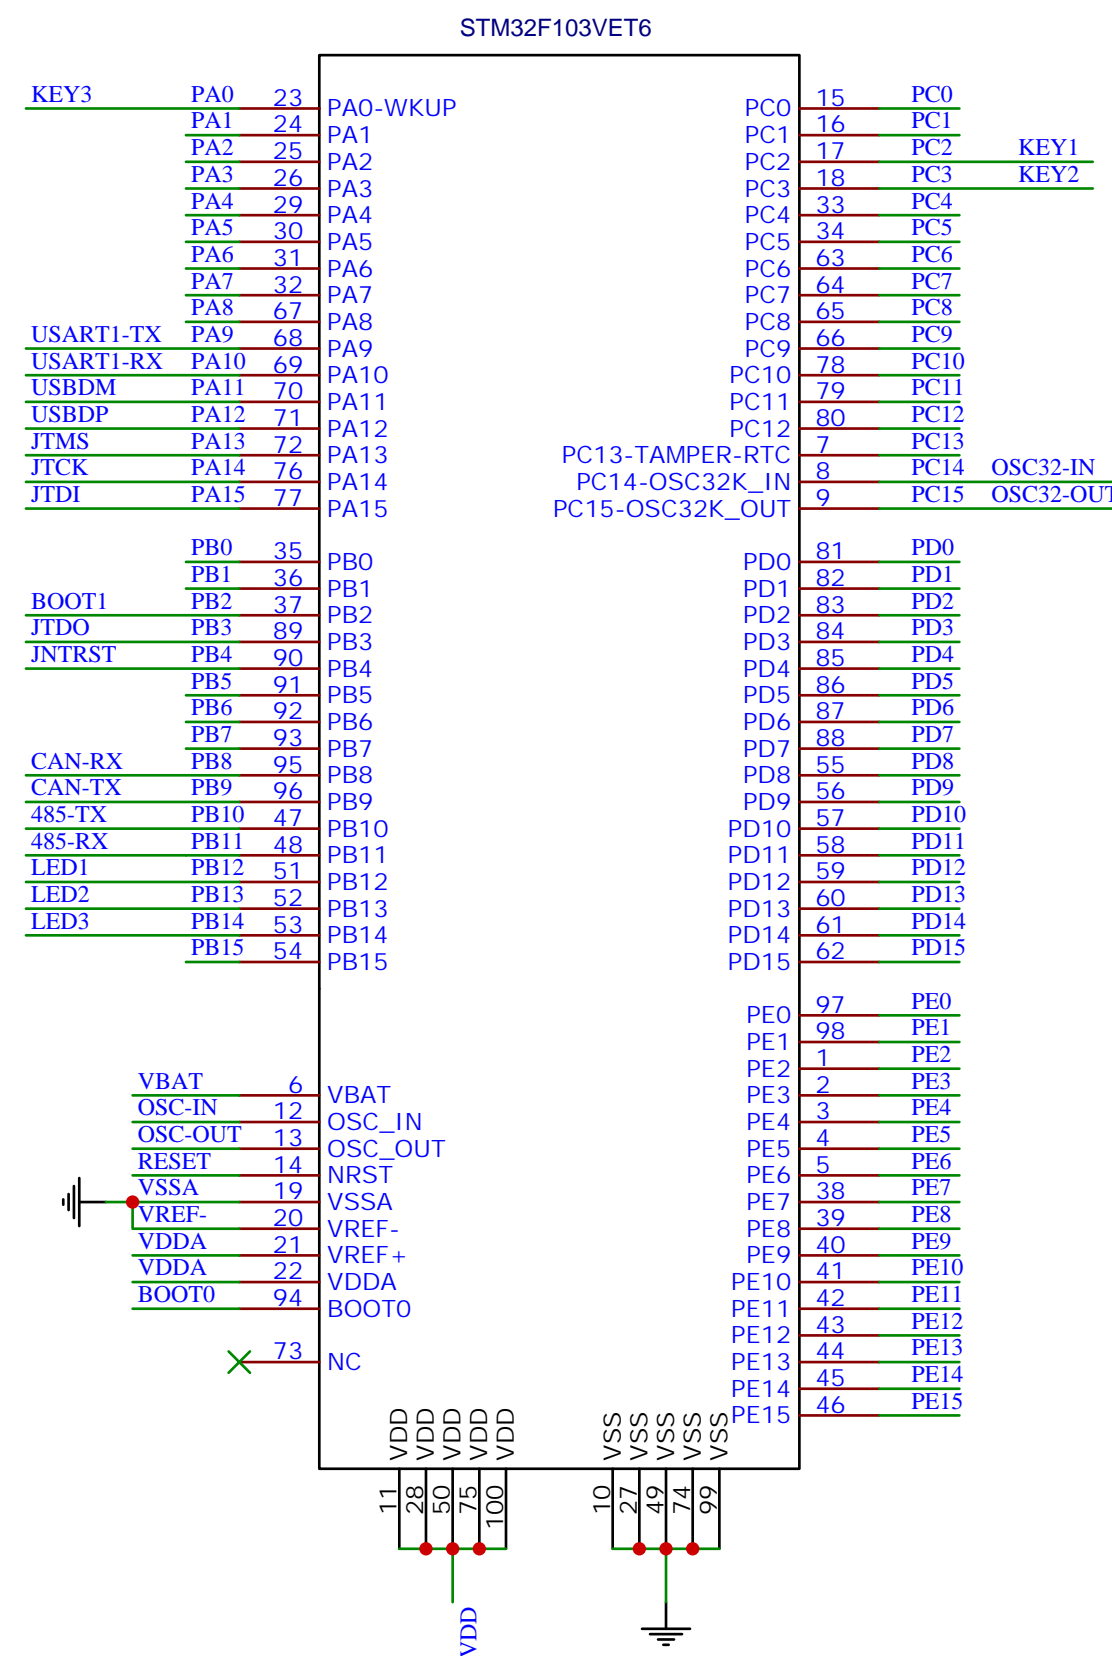 STM32F103VET6
KEY3 PA0 23 PA0-WKUP PC0 15 PC0
PA1 24 PA1 PC1 16 PC1
PA2 25 PA2 PC2 17 PC2 KEY1
PA3 26 PA3 PC3 18 PC3 KEY2
PA4 29 PA4 PC4 33 PC4
PA5 30 PA5 PC5 34 PC5
PA6 31 PA6 PC6 63 PC6
PA7 32 PA7 PC7 64 PC7
PA8 67 PA8 PC8 65 PC8
USART1-TX PA9 68 PA9 PC9 66 PC9
USART1-RX PA10 69 PA10 PC10 78 PC10
USBDM PA11 70 PA11 PC11 79 PC11
USBDP PA12 71 PA12 PC12 80 PC12
JTMS PA13 72 PA13 PC13-TAMPER-RTC 7 PC13
JTCK PA14 76 PA14 PC14-OSC32K_IN 8 PC14 OSC32-IN
JTDI PA15 77 PA15 PC15-OSC32K_OUT 9 PC15 OSC32-OUT
PB0 35 PB0 PD0 81 PD0
PB1 36 PB1 PD1 82 PD1
BOOT1 PB2 37 PB2 PD2 83 PD2
JTDO PB3 89 PB3 PD3 84 PD3
JNTRST PB4 90 PB4 PD4 85 PD4
PB5 91 PB5 PD5 86 PD5
PB6 92 PB6 PD6 87 PD6
PB7 93 PB7 PD7 88 PD7
CAN-RX PB8 95 PB8 PD8 55 PD8
CAN-TX PB9 96 PB9 PD9 56 PD9
485-TX PB10 47 PB10 PD10 57 PD10
485-RX PB11 48 PB11 PD11 58 PD11
LED1 PB12 51 PB12 PD12 59 PD12
LED2 PB13 52 PB13 PD13 60 PD13
LED3 PB14 53 PB14 PD14 61 PD14
PB15 54 PB15 PD15 62 PD15
PE0 97 PE0
PE1 98 PE1
PE2 1 PE2
VBAT 6 VBAT PE3 2 PE3
OSC-IN 12 OSC_IN PE4 3 PE4
OSC-OUT 13 OSC_OUT PE5 4 PE5
RESET 14 NRST PE6 5 PE6
VSSA 19 VSSA PE7 38 PE7
VREF- 20 VREF- PE8 39 PE8
VDDA 21 VREF+ PE9 40 PE9
VDDA 22 VDDA PE10 41 PE10
BOOT0 94 BOOT0 PE11 42 PE11
PE12 43 PE12
73 NC PE13 44 PE13
PE14 45 PE14
PE15 46 PE15
VDD VDD VDD VDD VDD VSS VSS VSS VSS VSS
11 28 50 75 100 10 27 49 74 99
VDD